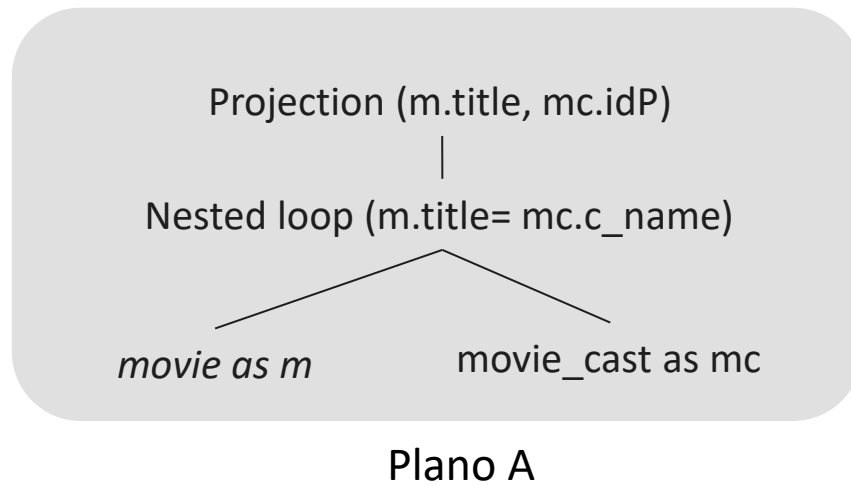 Projection (m.title, mc.idP)
Nested loop (m.title= mc.c_name)
movie as m
movie_cast as mc
Plano A